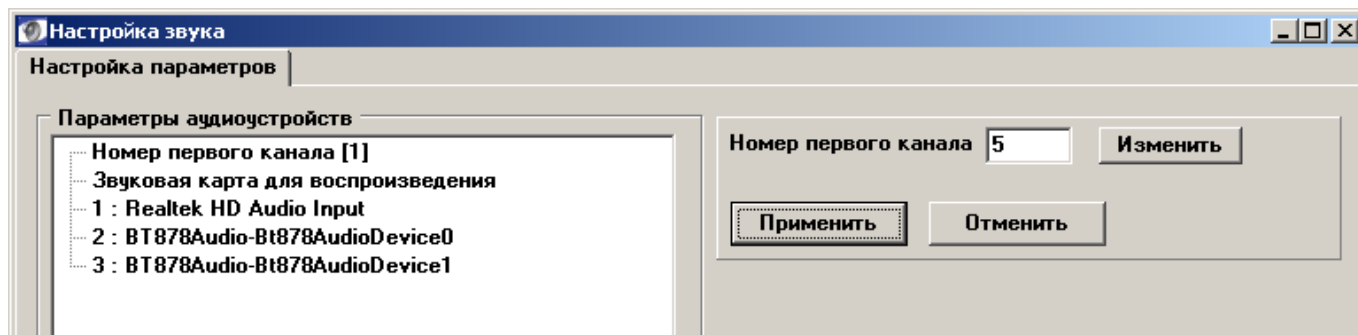 Настройка звука
Настройка параметров
Параметры аудиоустройств
Номер первого канала [1]
Звуковая карта для воспроизведения
1 : Realtek HD Audio Input
2 : BT878Audio-Bt878AudioDevice0
3 : BT878Audio-Bt878AudioDevice1
Номер первого канала 5 Изменить
Применить Отменить